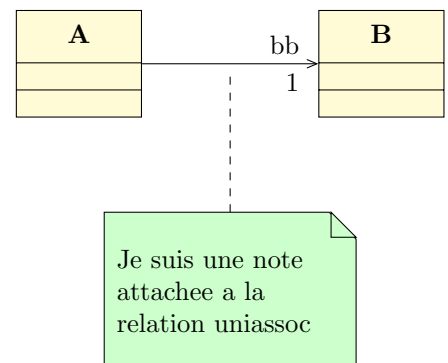 A
bb
B
1
Je suis une note
attachee a la
relation uniassoc